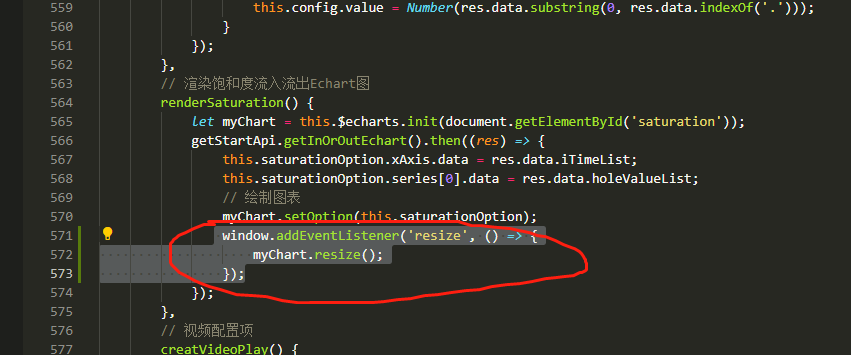 559 this.config.value = Number(res.data.substring(0, res.data.indexOf('.')));
560 }
561 });
562 },
563 // 渲染饱和度流入流出Echart图
564 renderSaturation() {
565 let myChart = this.$echarts.init(document.getElementById('saturation'));
566 getStartApi.getInOrOutEchart().then((res) => {
567 this.saturationOption.xAxis.data = res.data.iTimeList;
568 this.saturationOption.series[0].data = res.data.holeValueList;
569 // 绘制图表
570 myChart.setOption(this.saturationOption);
571 window.addEventListener('resize', () => {
572 myChart.resize();
573 });
574 });
575 },
576 // 视频配置项
577 creatVideoPlay() {